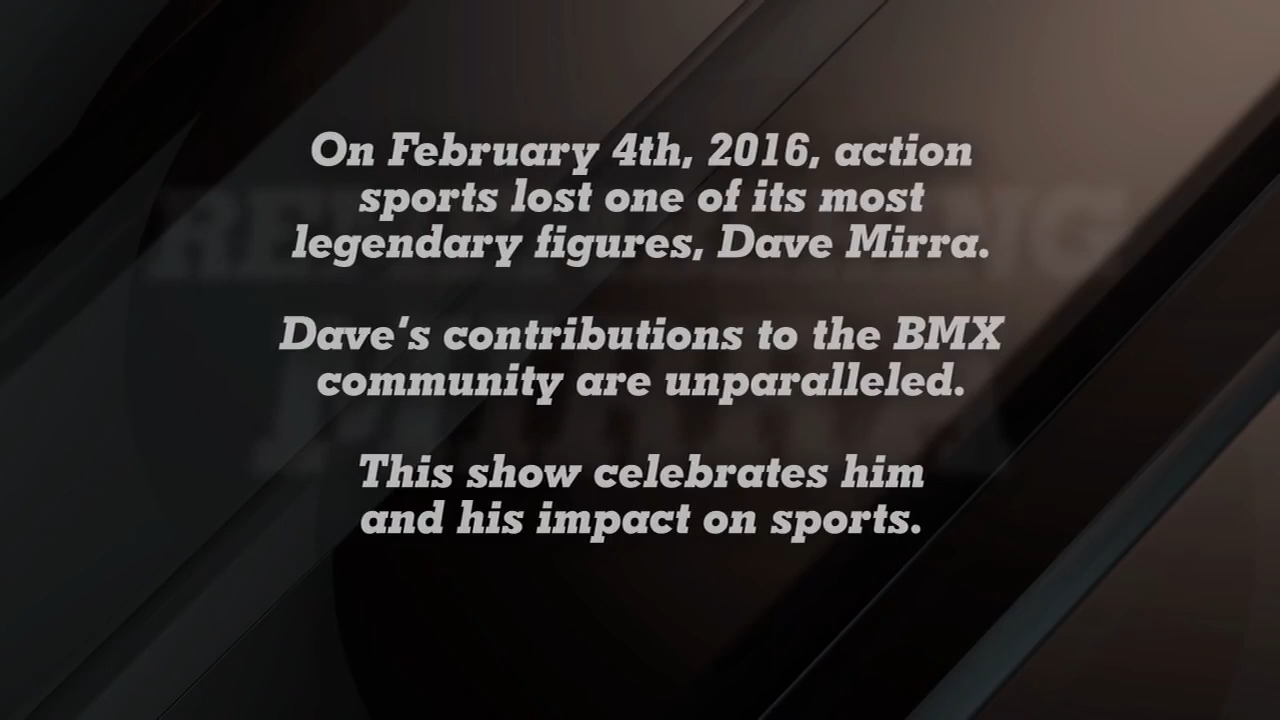 On February 4th, 2016, action
sports lost one of its most
legendary figures, Dave Mirra.
Dave's contributions to the BMX
community are unparalleled.
This show celebrates him
and his impact on sports.